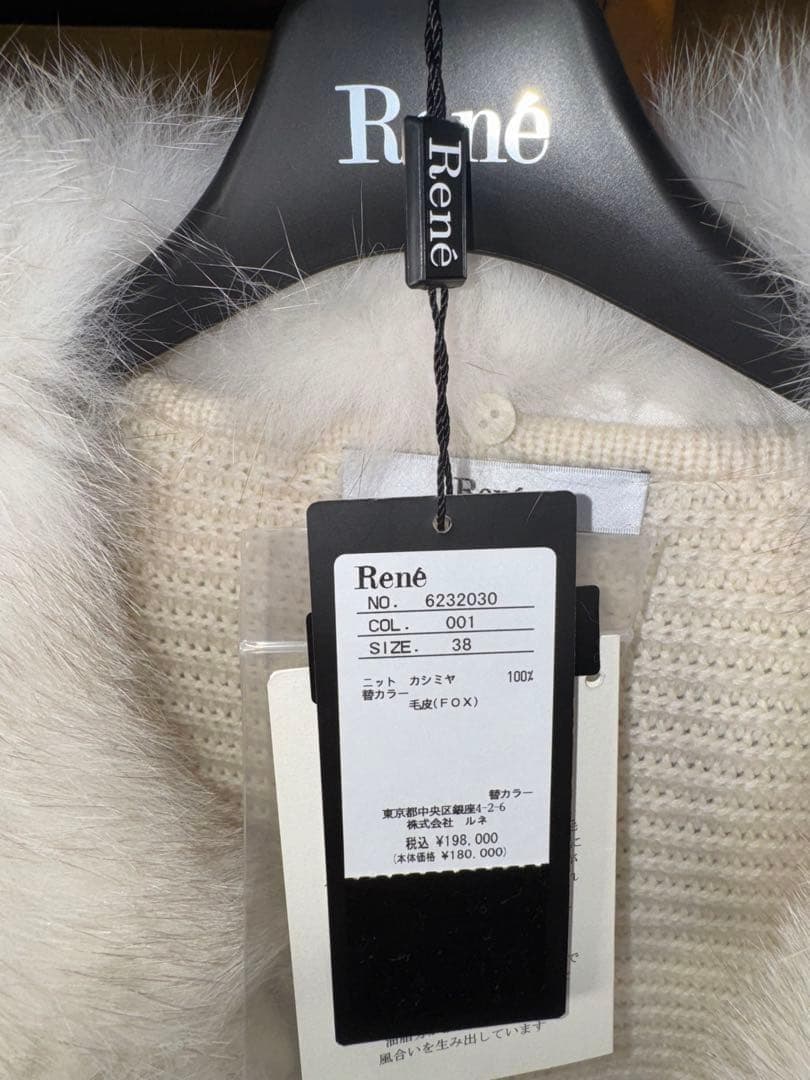 René
René
René
René
NO. 6232030
COL. 001
SIZE. 38
ニット カシミヤ 100%
替カラー
毛皮(FOX)
替カラー
東京都中央区銀座4-2-6
株式会社 ルネ
税込 ¥198,000
(本体価格 ¥180,000)
風合いを生み出しています